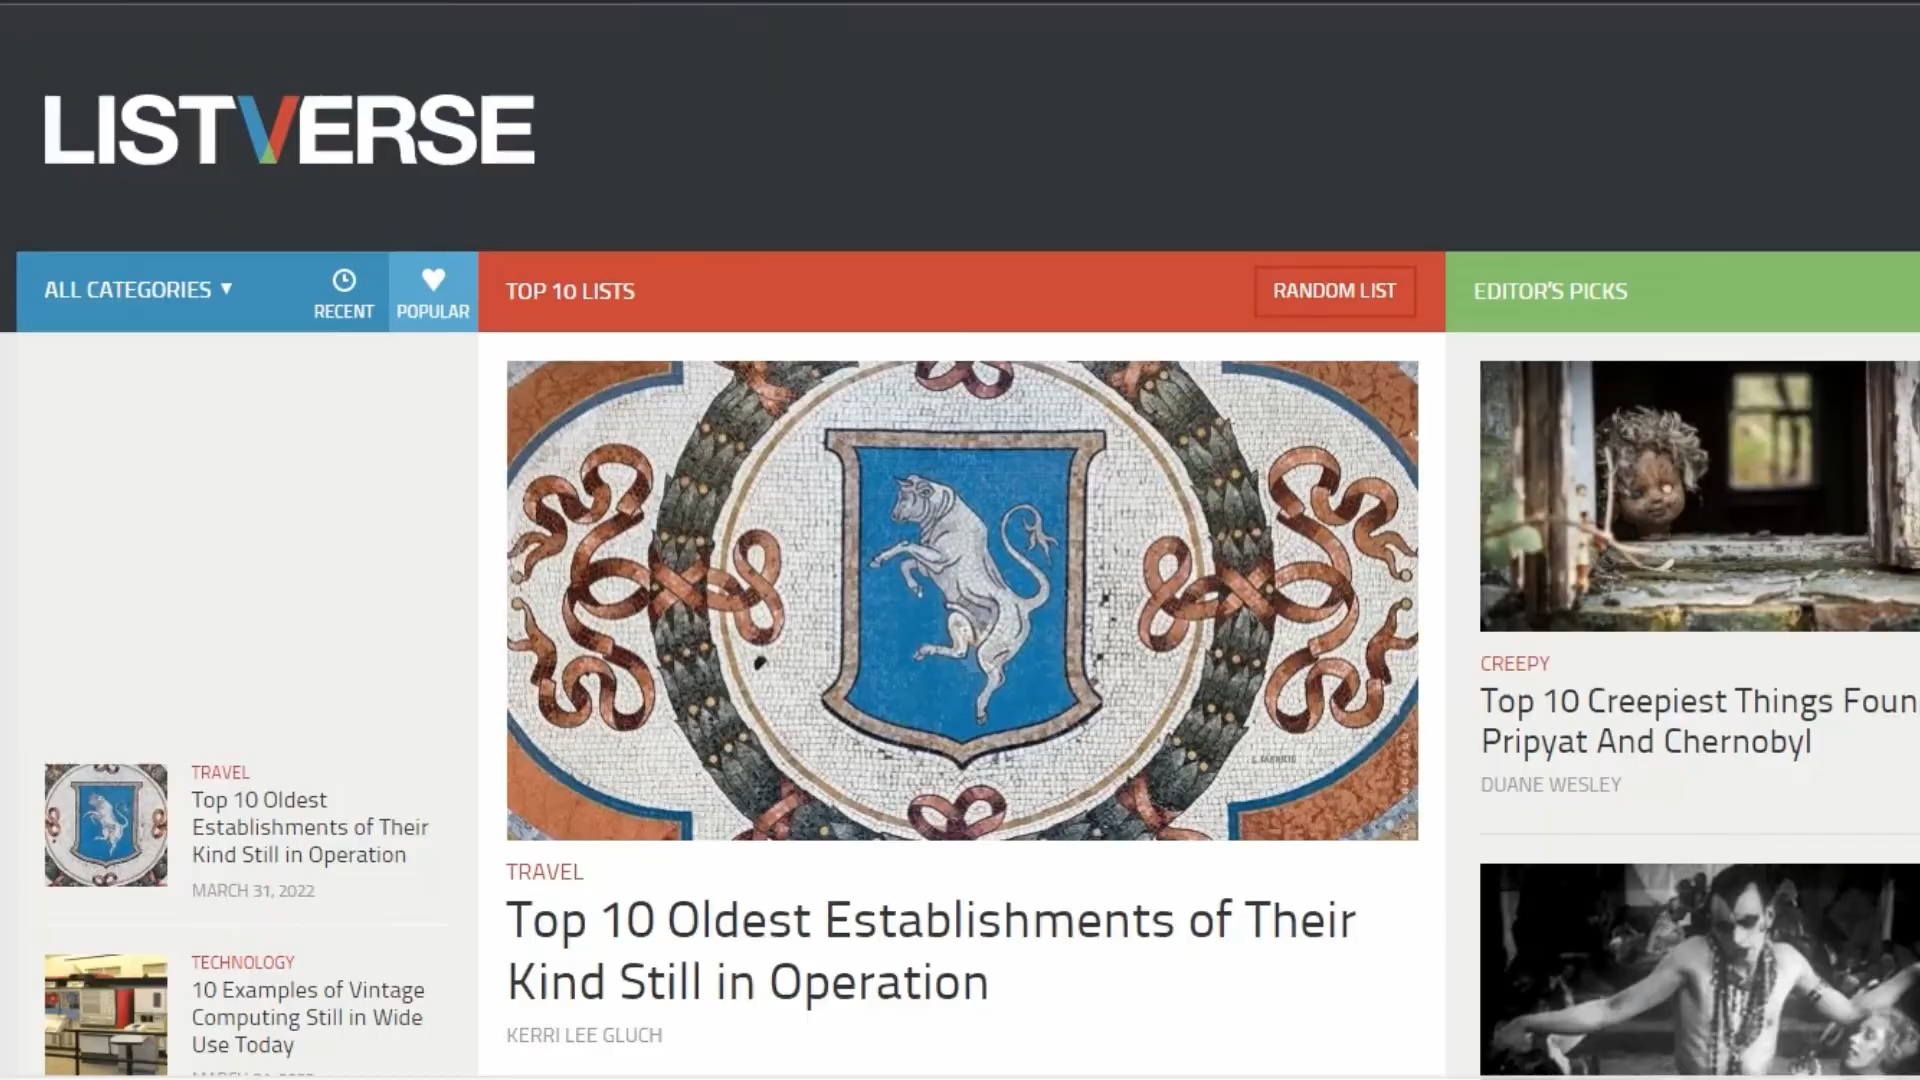 LISTVERSE
ALL CATEGORIES
RECENT
POPULAR
TOP 10 LISTS
RANDOM LIST
EDITOR'S PICKS
TRAVEL
Top 10 Oldest
Establishments of Their
Kind Still in Operation
MARCH 31, 2022
TECHNOLOGY
10 Examples of Vintage
Computing Still in Wide
Use Today
TRAVEL
Top 10 Oldest Establishments of Their
Kind Still in Operation
KERRI LEE GLUCH
CREEPY
Top 10 Creepiest Things Foun
Pripyat And Chernobyl
DUANE WESLEY